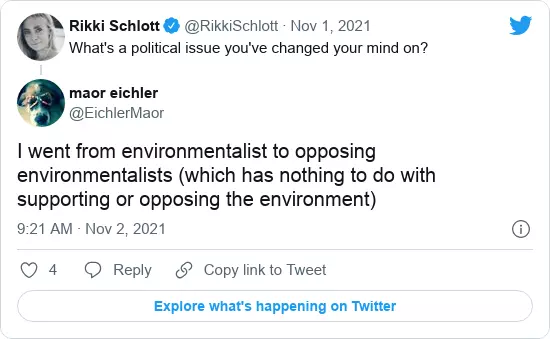 Rikki Schlott @RikkiSchlott · Nov 1, 2021
What's a political issue you've changed your mind on?
maor eichler
@EichlerMaor
I went from environmentalist to opposing
environmentalists (which has nothing to do with
supporting or opposing the environment)
9:21 AM · Nov 2, 2021
4 Reply Copy link to Tweet
Explore what's happening on Twitter